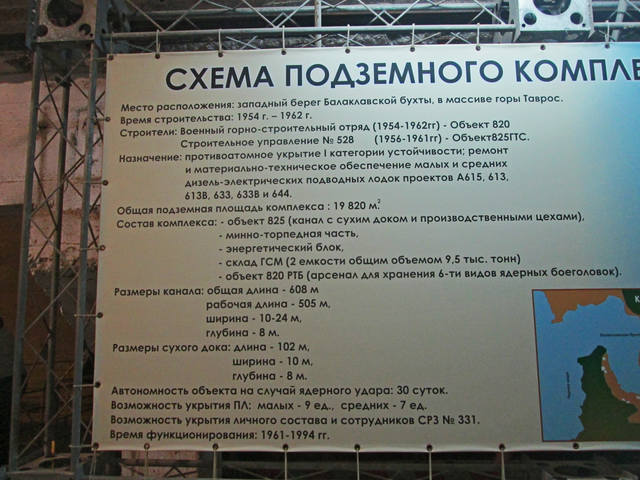 СХЕМА ПОДЗЕМНОГО КОМПЛЕ
Место расположения: западный берег Балаклавской бухты, в массиве горы Таврос.
Время строительства: 1954 г. – 1962 г.
Строители: Военный горно-строительный отряд (1954-1962гг) - Объект 820
Строительное управление № 528 (1956-1961гг) - Объект825ГТС.
Назначение: противоатомное укрытие I категории устойчивости; ремонт
и материально-техническое обеспечение малых и средних
дизель-электрических подводных лодок проектов А615, 613,
613В, 633, 633В и 644.
Общая подземная площадь комплекса : 19 820 м.²
Состав комплекса: - объект 825 (канал с сухим доком и производственными цехами),
- минно-торпедная часть,
- энергетический блок,
- склад ГСМ (2 емкости общим объемом 9,5 тыс. тонн)
- объект 820 РТБ (арсенал для хранения 6-ти видов ядерных боеголовок).
Размеры канала: общая длина - 608 м
рабочая длина - 505 м,
ширина - 10-24 м,
глубина - 8 м.
Размеры сухого дока: длина - 102 м,
ширина - 10 м,
глубина - 8 м.
Автономность объекта на случай ядерного удара: 30 суток.
Возможность укрытия ПЛ: малых - 9 ед., средних - 7 ед.
Возможность укрытия личного состава и сотрудников СРЗ № 331.
Время функционирования: 1961-1994 гг.
К